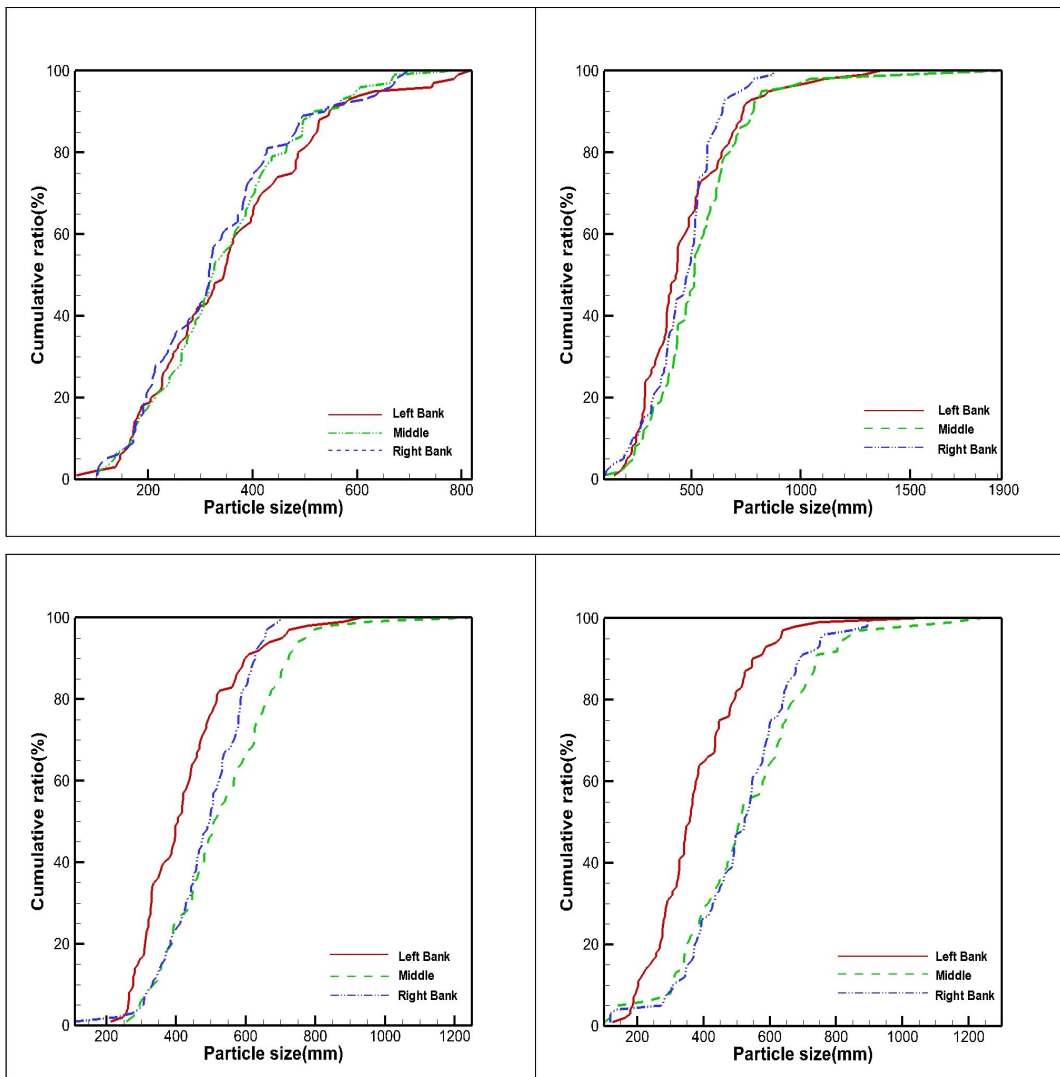 Cumulative ratio(%)
100
80
60
40
20
0
200
400
600
800
Particle size(mm)
Left Bank
Middle
Right Bank
Cumulative ratio(%)
100
80
60
40
20
0
500
1000
1500
1900
Particle size(mm)
Left Bank
Middle
Right Bank
Cumulative ratio(%)
100
80
60
40
20
0
200
400
600
800
1000
1200
Particle size(mm)
Left Bank
Middle
Right Bank
Cumulative ratio(%)
100
80
60
40
20
0
200
400
600
800
1000
1200
Particle size(mm)
Left Bank
Middle
Right Bank